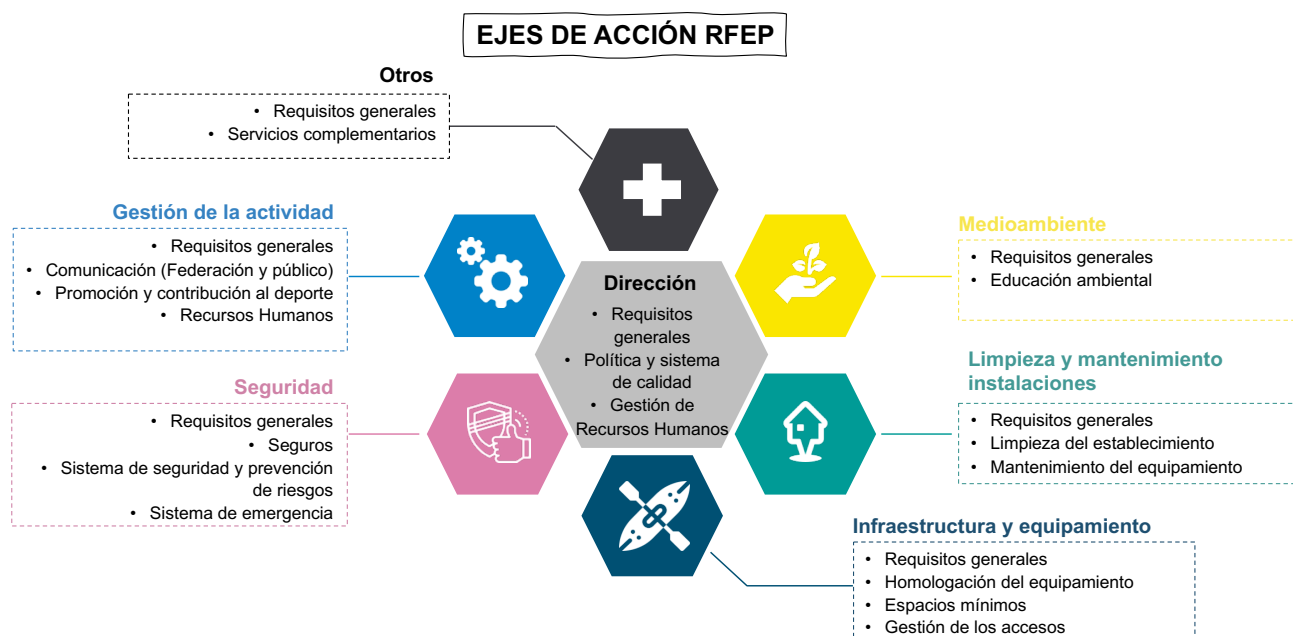 EJES DE ACCIÓN RFEP
Otros
• Requisitos generales
• Servicios complementarios
Gestión de la actividad
• Requisitos generales
• Comunicación (Federación y público)
• Promoción y contribución al deporte
• Recursos Humanos
Seguridad
• Requisitos generales
• Seguros
• Sistema de seguridad y prevención
de riesgos
• Sistema de emergencia
Dirección
• Requisitos
generales
• Política y sistema
de calidad
• Gestión de
Recursos Humanos
Medioambiente
• Requisitos generales
• Educación ambiental
Limpieza y mantenimiento
instalaciones
• Requisitos generales
• Limpieza del establecimiento
• Mantenimiento del equipamiento
Infraestructura y equipamiento
• Requisitos generales
• Homologación del equipamiento
• Espacios mínimos
• Gestión de los accesos